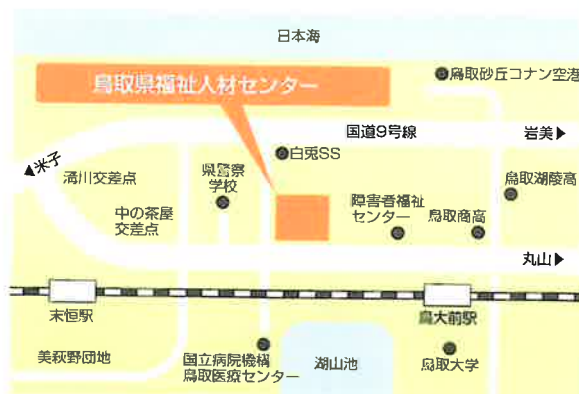 日本海
鳥取砂丘コナン空港
鳥取県福祉人材センター
国道9号線
岩美▶
◀米子
白兎SS
溝川交差点
県警察
学校
鳥取湖陵高
障害者福祉
センター
鳥取商高
中の茶屋
交差点
丸山▶
末恒駅
鳥大前駅
美萩野団地
国立病院機構
鳥取医療センター
湖山池
鳥取大学